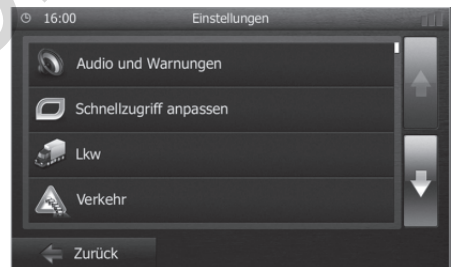 16:00 Einstellungen
Audio und Warnungen
Schnellzugriff anpassen
Lkw
Verkehr
Zurück